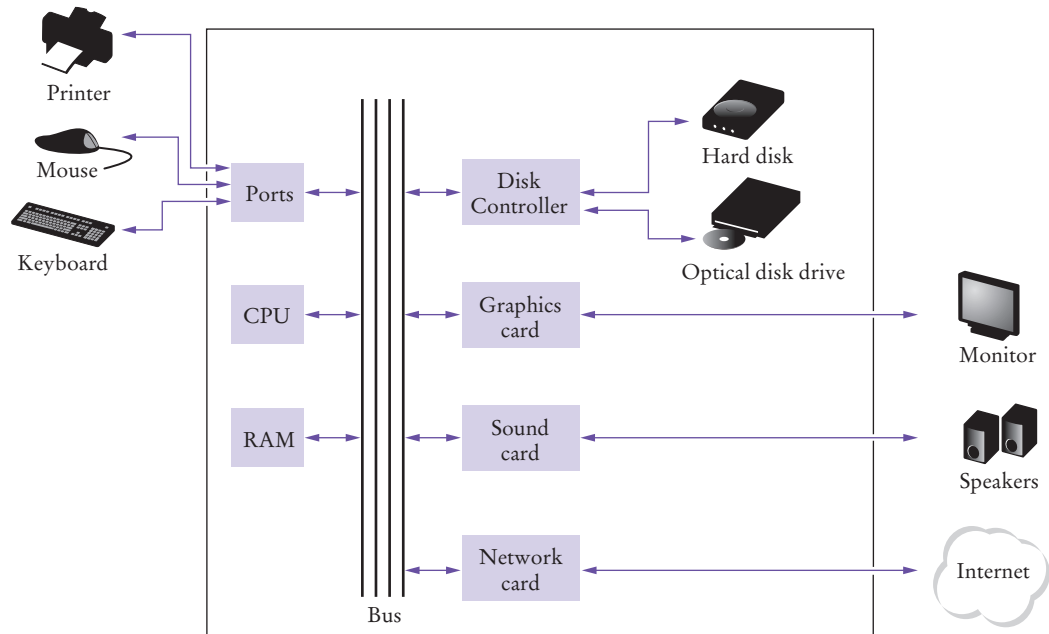 Printer
Mouse
Keyboard
Ports
CPU
RAM
Bus
Disk
Controller
Hard disk
Optical disk drive
Graphics
card
Monitor
Sound
card
Speakers
Network
card
Internet